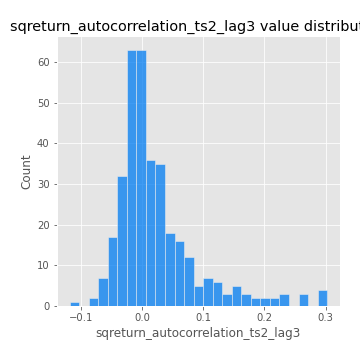 sqreturn_autocorrelation_ts2_lag3 value distribut
60
50
40
30
20
10
0
Count
−0.1 0.0 0.1 0.2 0.3
sqreturn_autocorrelation_ts2_lag3